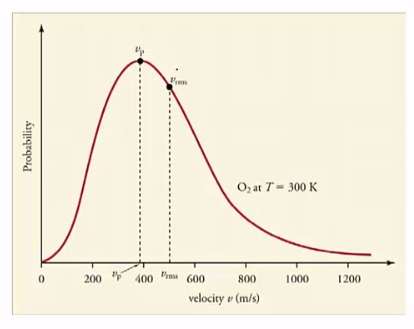 vp
vrms
Probability
O2 at T = 300 K
0 200 vp 400 vrms 600 800 1000 1200
velocity v (m/s)